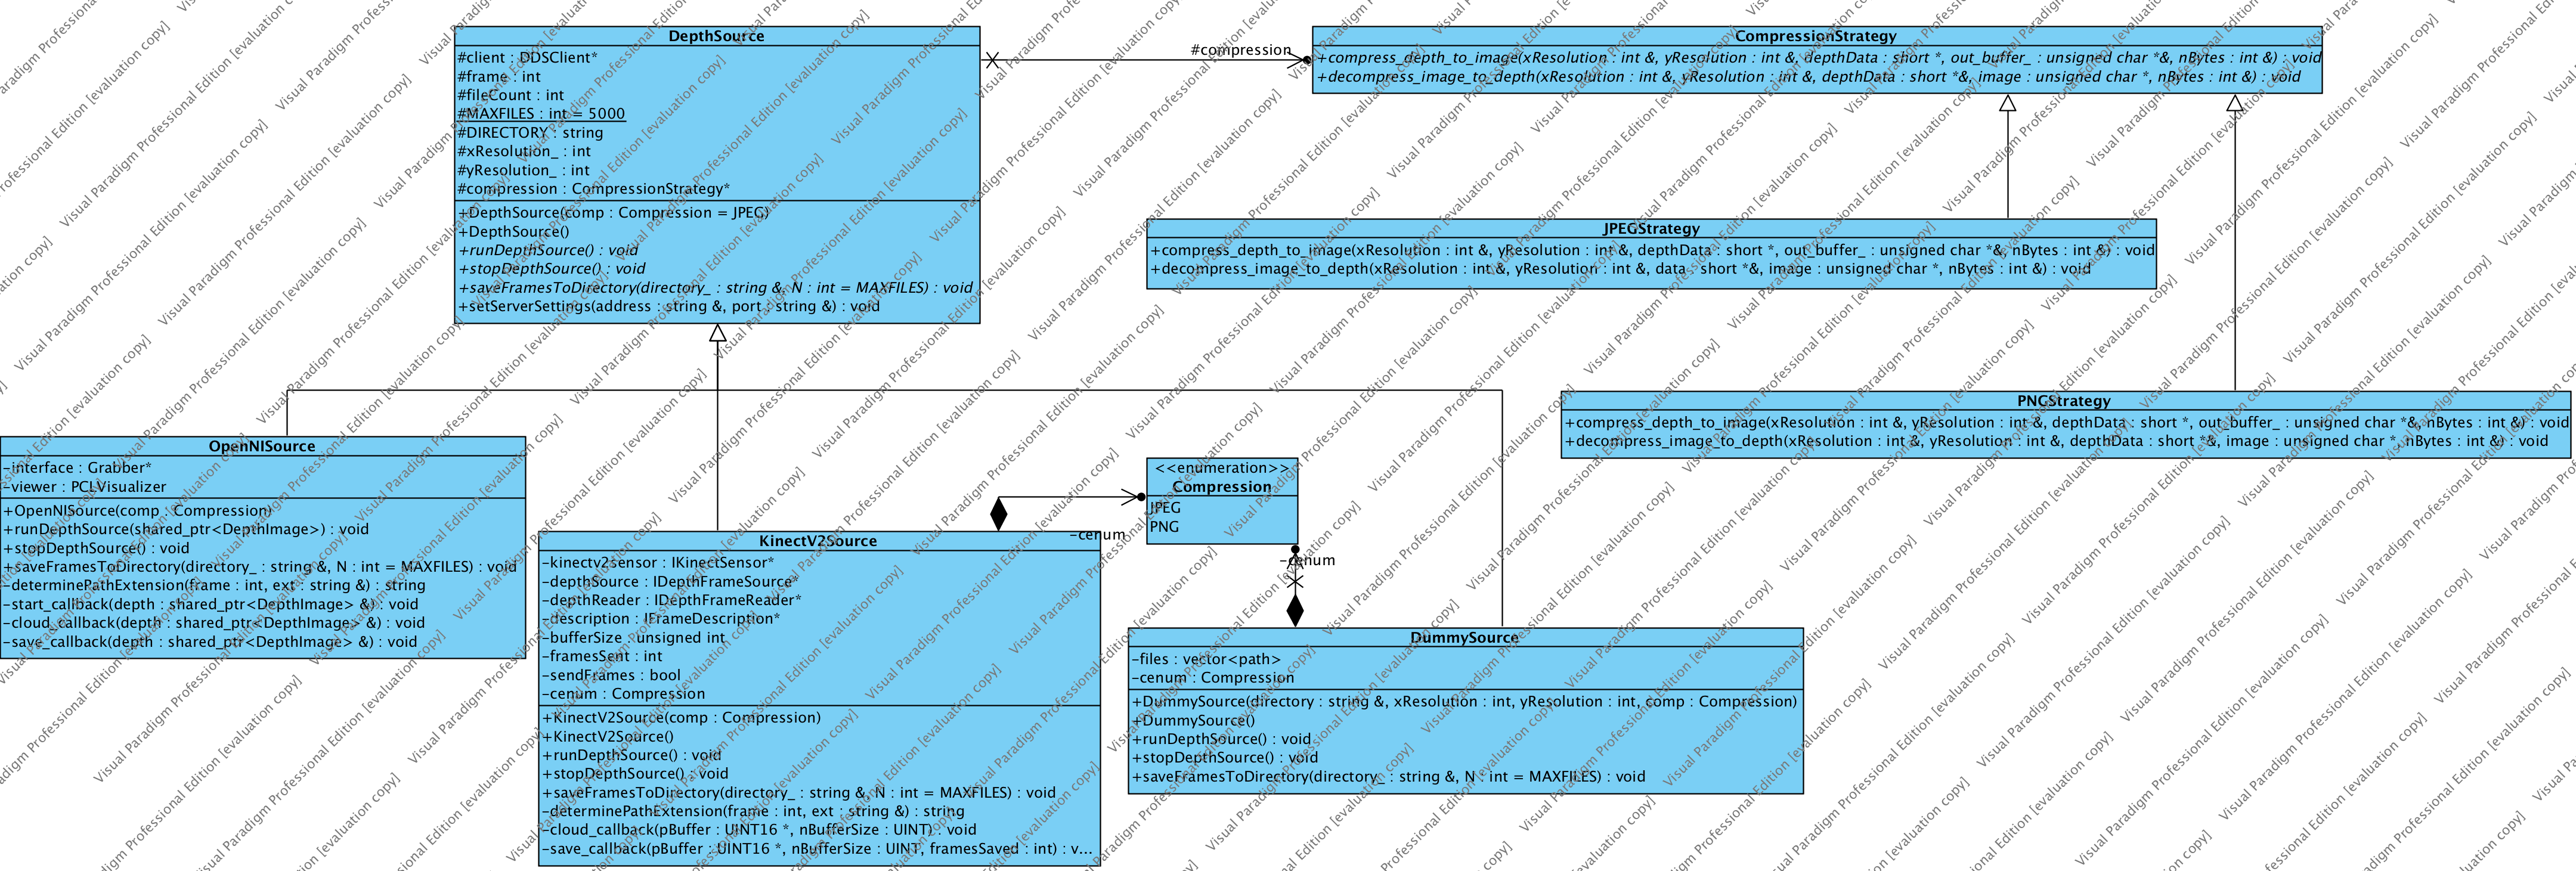 DepthSource
#client : DDSClient*
#frame : int
#fileCount : int
#MAXFILES : int = 5000
#DIRECTORY : string
#xResolution_ : int
#yResolution_ : int
#compression : CompressionStrategy*
+DepthSource(comp : Compression = JPEG)
+DepthSource()
+runDepthSource() : void
+stopDepthSource() : void
+saveFramesToDirectory(directory_ : string &, N : int = MAXFILES) : void
+setServerSettings(address : string &, port : string &) : void
#compression
CompressionStrategy
+compress_depth_to_image(xResolution : int &, yResolution : int &, depthData : short *, out_buffer_ : unsigned char *&, nBytes : int &) : void
+decompress_image_to_depth(xResolution : int &, yResolution : int &, depthData : short *&, image : unsigned char *, nBytes : int &) : void
JPEGStrategy
+compress_depth_to_image(xResolution : int &, yResolution : int &, depthData : short *, out_buffer_ : unsigned char *&, nBytes : int &) : void
+decompress_image_to_depth(xResolution : int &, yResolution : int &, data : short *&, image : unsigned char *, nBytes : int &) : void
PNGStrategy
+compress_depth_to_image(xResolution : int &, yResolution : int &, depthData : short *, out_buffer_ : unsigned char *&, nBytes : int &) : void
+decompress_image_to_depth(xResolution : int &, yResolution : int &, depthData : short *&, image : unsigned char *, nBytes : int &) : void
OpenNISource
-interface : Grabber*
-viewer : PCLVisualizer
+OpenNISource(comp : Compression)
+runDepthSource(shared_ptr<DepthImage>) : void
+stopDepthSource() : void
+saveFramesToDirectory(directory_ : string &, N : int = MAXFILES) : void
-determinePathExtension(frame : int, ext : string &) : string
-start_callback(depth : shared_ptr<DepthImage> &) : void
-cloud_callback(depth : shared_ptr<DepthImage> &) : void
-save_callback(depth : shared_ptr<DepthImage> &) : void
<<enumeration>>
Compression
JPEG
PNG
-cenum
-cenum
KinectV2Source
-kinectv2sensor : IKinectSensor*
-depthSource : IDepthFrameSource*
-depthReader : IDepthFrameReader*
-description : IFrameDescription*
-bufferSize : unsigned int
-framesSent : int
-sendFrames : bool
-cenum : Compression
+KinectV2Source(comp : Compression)
+KinectV2Source()
+runDepthSource() : void
+stopDepthSource() : void
+saveFramesToDirectory(directory_ : string &, N : int = MAXFILES) : void
-determinePathExtension(frame : int, ext : string &) : string
-cloud_callback(pBuffer : UINT16 *, nBufferSize : UINT) : void
-save_callback(pBuffer : UINT16 *, nBufferSize : UINT, framesSaved : int) : v...
DummySource
-files : vector<path>
-cenum : Compression
+DummySource(directory : string &, xResolution : int, yResolution : int, comp : Compression)
+DummySource()
+runDepthSource() : void
+stopDepthSource() : void
+saveFramesToDirectory(directory_ : string &, N : int = MAXFILES) : void
Visual Paradigm Professional Edition [evaluation copy]